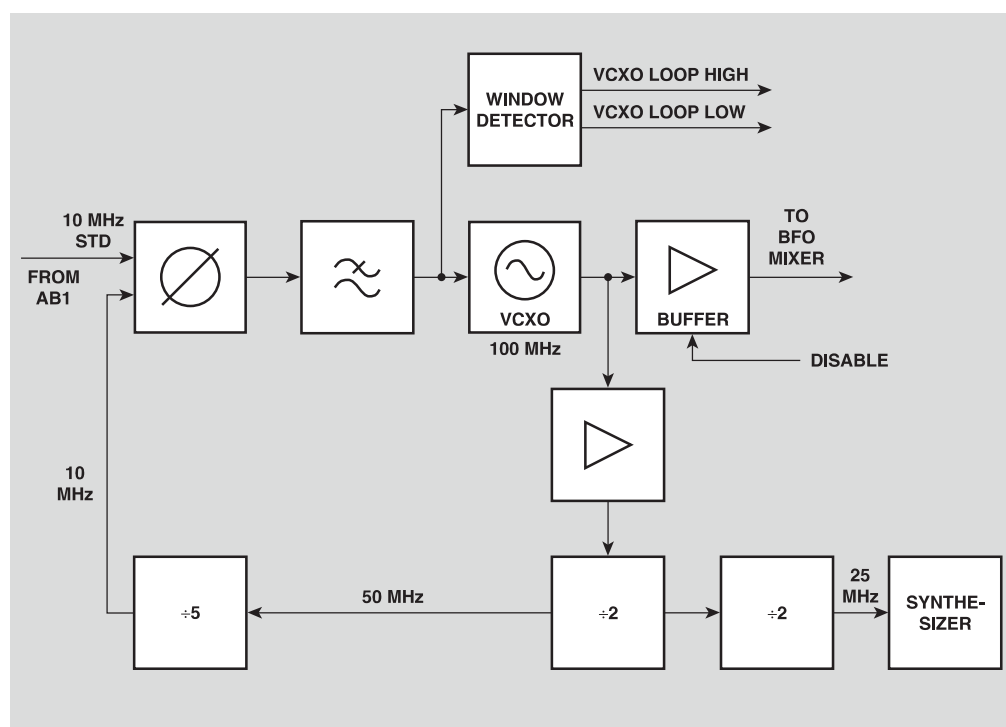 WINDOW
DETECTOR
VCXO LOOP HIGH
VCXO LOOP LOW
10 MHz
STD
FROM
AB1
VCXO
100 MHz
BUFFER
TO
BFO
MIXER
DISABLE
10
MHz
÷5
50 MHz
÷2
÷2
25
MHz
SYNTHE-
SIZER